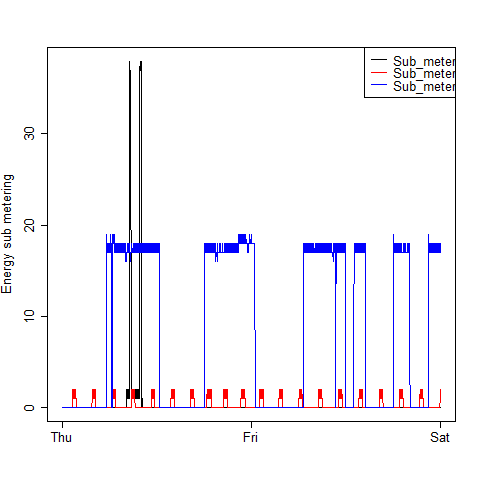 Sub_meter
Sub_meter
Sub_meter
Energy sub metering
30
20
10
0
Thu
Fri
Sat